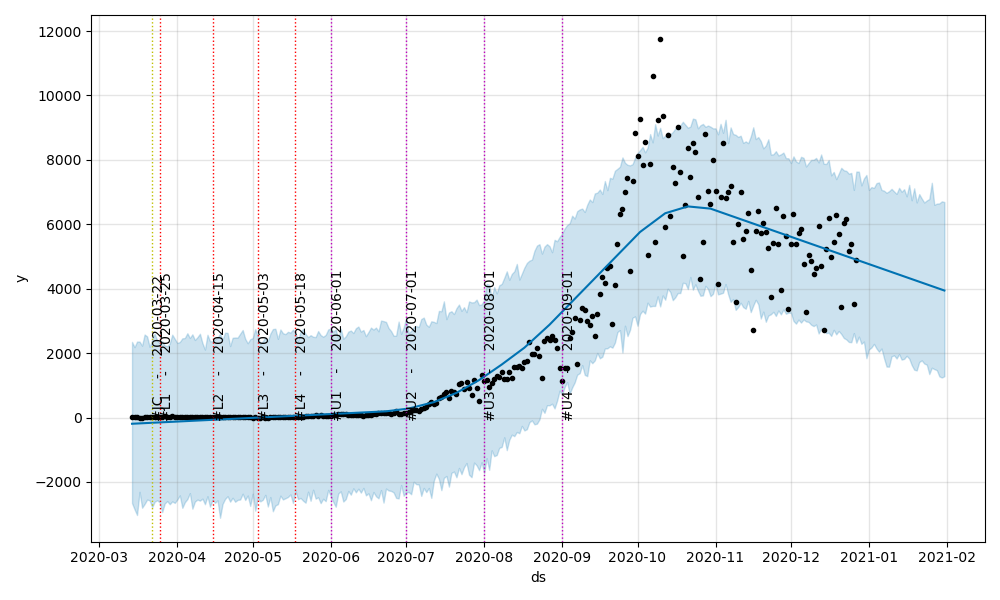 12000
10000
8000
6000
4000
2000
0
−2000
y
#JC - 2020-03-22
#L1 - 2020-03-25
#L2 - 2020-04-15
#L3 - 2020-05-03
#L4 - 2020-05-18
#U1 - 2020-06-01
#U2 - 2020-07-01
#U3 - 2020-08-01
#U4 - 2020-09-01
2020-03 2020-04 2020-05 2020-06 2020-07 2020-08 2020-09 2020-10 2020-11 2020-12 2021-01 2021-02
ds